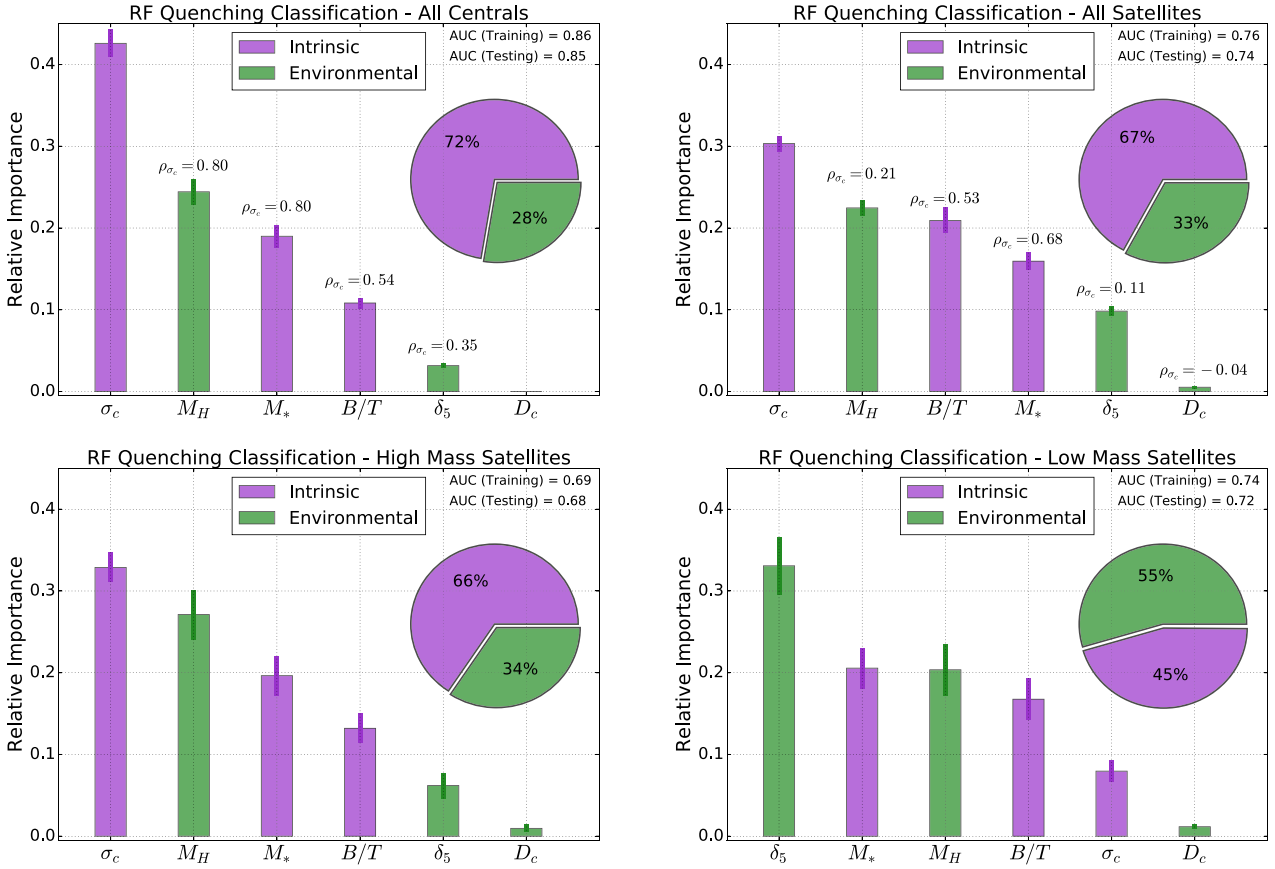 RF Quenching Classification - All Centrals
Relative Importance
0.4
0.3
0.2
0.1
0.0
Intrinsic
Environmental
AUC (Training) = 0.86
AUC (Testing) = 0.85
72%
28%
ρσc = 0.80
ρσc = 0.80
ρσc = 0.54
ρσc = 0.35
σc MH M* B/T δ5 Dc
RF Quenching Classification - All Satellites
Relative Importance
0.4
0.3
0.2
0.1
0.0
Intrinsic
Environmental
AUC (Training) = 0.76
AUC (Testing) = 0.74
67%
33%
ρσc = 0.21
ρσc = 0.53
ρσc = 0.68
ρσc = 0.11
ρσc = − 0.04
σc MH B/T M* δ5 Dc
RF Quenching Classification - High Mass Satellites
Relative Importance
0.4
0.3
0.2
0.1
0.0
Intrinsic
Environmental
AUC (Training) = 0.69
AUC (Testing) = 0.68
66%
34%
σc MH M* B/T δ5 Dc
RF Quenching Classification - Low Mass Satellites
Relative Importance
0.4
0.3
0.2
0.1
0.0
Intrinsic
Environmental
AUC (Training) = 0.74
AUC (Testing) = 0.72
55%
45%
δ5 M* MH B/T σc Dc